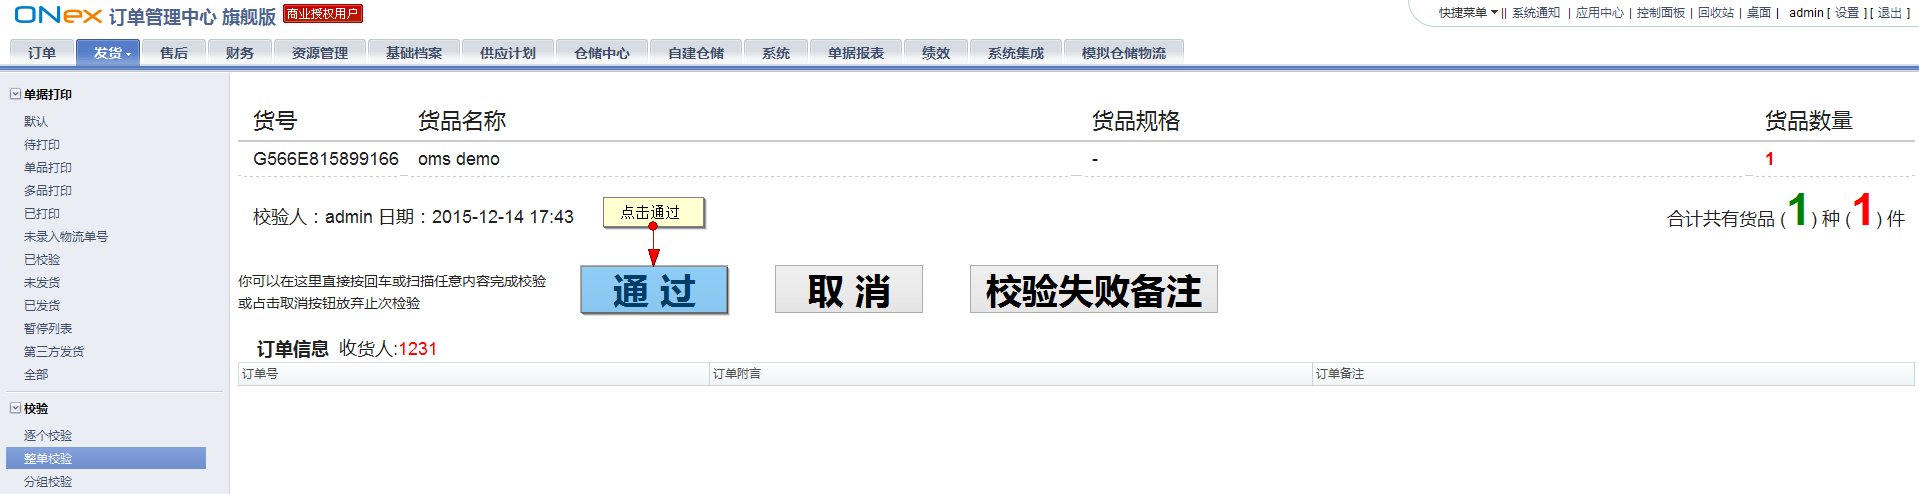 ONex 订单管理中心 旗舰版 商业授权用户
快捷菜单 || 系统通知 | 应用中心 | 控制面板 | 回收站 | 桌面 | admin [ 设置 ] [ 退出 ]
订单 发货 售后 财务 资源管理 基础档案 供应计划 仓储中心 自建仓储 系统 单据报表 绩效 系统集成 模拟仓储物流
单据打印
默认
待打印
单品打印
多品打印
已打印
未录入物流单号
已校验
未发货
已发货
暂停列表
第三方发货
全部
校验
逐个校验
整单校验
分组校验
货号 货品名称 货品规格 货品数量
G566E815899166 oms demo - 1
校验人：admin 日期：2015-12-14 17:43
点击通过
合计共有货品 ( 1 ) 种 ( 1 ) 件
你可以在这里直接按回车或扫描任意内容完成校验
或点击取消按钮放弃止次检验
通 过 取 消 校验失败备注
订单信息 收货人:1231
订单号 订单附言 订单备注